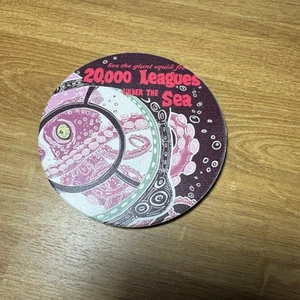 See the giant squid from
20,000 Leagues
UNDER THE
Sea